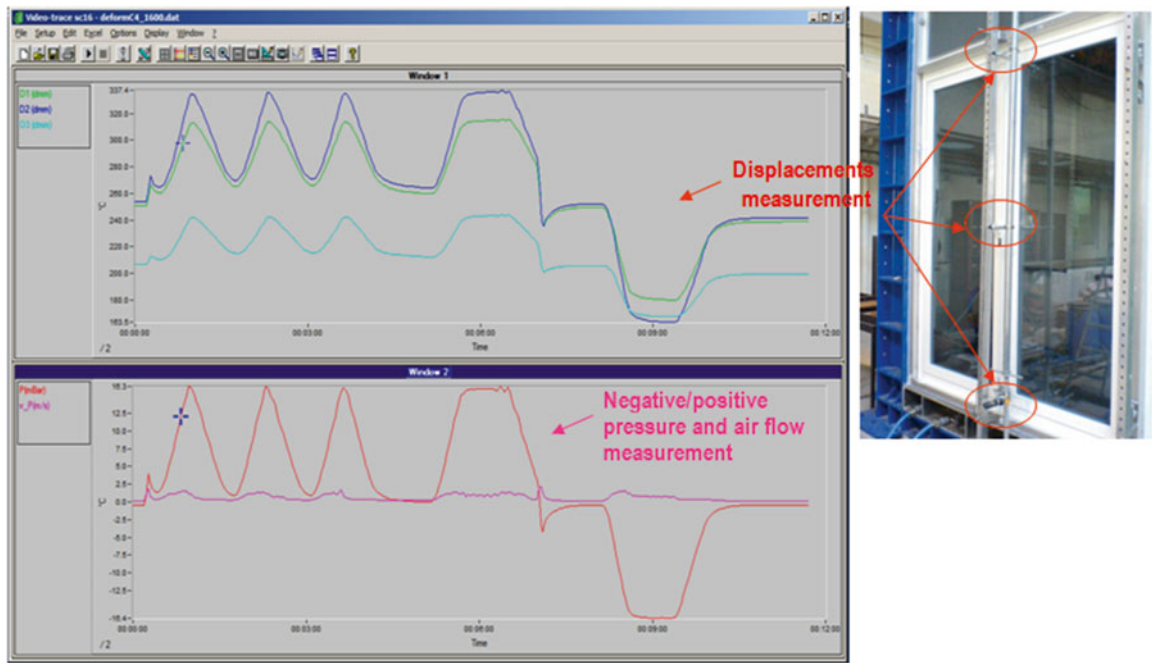 Video-trace sc16 - deformC4_1600.dat
File Setup Edit Excel Options Display Window ?
Window 1
D1 (dmm)
D2 (dmm)
D3 (dmm)
337.4
320.0
300.0
280.0
260.0
240.0
220.0
200.0
180.0
163.5
°C
00:00:00 00:03:00 00:06:00 00:09:00 00:12:00
/ 2
Time
Displacements
measurement
Window 2
P(mBar)
v_P(m/s)
16.3
12.5
10.0
7.5
5.0
2.5
0.0
-2.5
-5.0
-7.5
-10.0
-12.5
-16.4
°C
00:00:00 00:03:00 00:06:00 00:09:00 00:12:00
/ 2
Time
Negative/positive
pressure and air flow
measurement